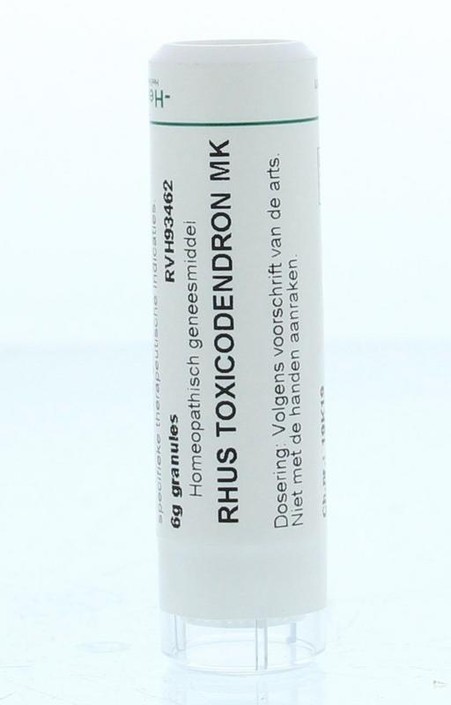 specifieke therapeutische indicaties
RVH93462
6g granules
Homeopathisch geneesmiddel
RHUS TOXICODENDRON MK
Dosering: Volgens voorschrift van de arts.
Niet met de handen aanraken.